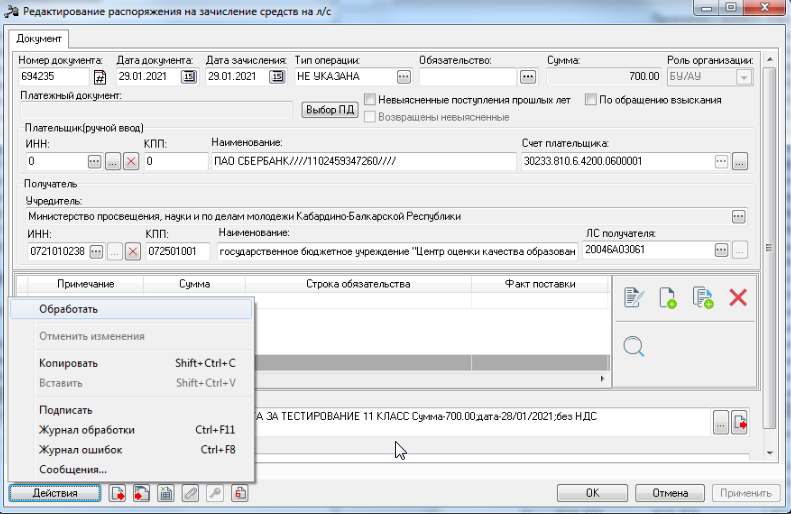 Редактирование распоряжения на зачисление средств на л/с
Документ
Номер документа: Дата документа: Дата зачисления: Тип операции: Обязательство: Сумма: Роль организации:
694235 29.01.2021 15 29.01.2021 15 НЕ УКАЗАНА 700.00 БУ/АУ
Платежный документ:
Выбор ПД
Невыясненные поступления прошлых лет
По обращению взыскания
Возвращены невыясненные
Плательщик(ручной ввод)
ИНН: КПП: Наименование: Счет плательщика:
0 0 ПАО СБЕРБАНК////1102459347260//// 30233.810.6.4200.0600001
Получатель
Учредитель:
Министерство просвещения, науки и по делам молодежи Кабардино-Балкарской Республики
ИНН: КПП: Наименование: ЛС получателя:
0721010238 072501001 государственное бюджетное учреждение "Центр оценки качества образован 20046А03061
Примечание Сумма Строка обязательства Факт поставки
Обработать
Отменить изменения
Копировать Shift+Ctrl+C
Вставить Shift+Ctrl+V
Подписать
Журнал обработки Ctrl+F11
Журнал ошибок Ctrl+F8
Сообщения...
ТА ЗА ТЕСТИРОВАНИЕ 11 КЛАСС Сумма-700.00;дата-28/01/2021;без НДС
Действия
OK Отмена Применить